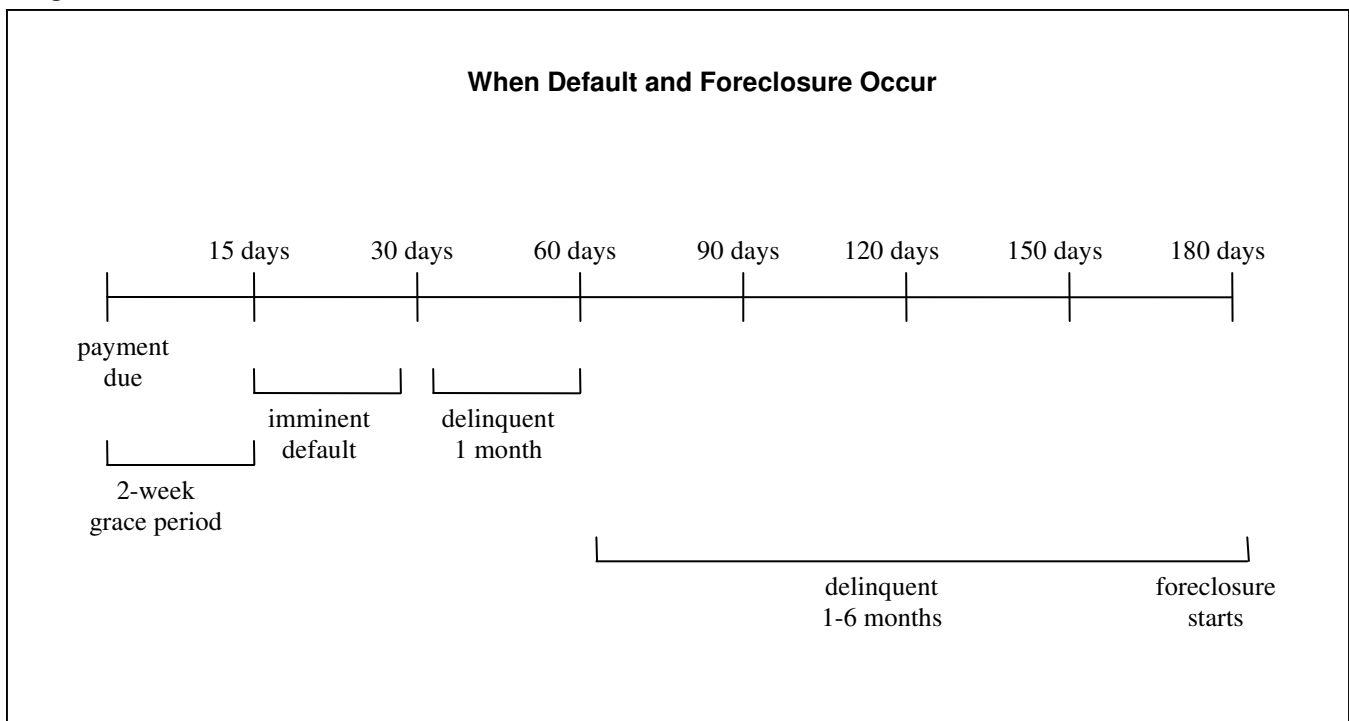 When Default and Foreclosure Occur
15 days 30 days 60 days 90 days 120 days 150 days 180 days
payment
due
imminent
default
delinquent
1 month
2-week
grace period
delinquent
1-6 months
foreclosure
starts